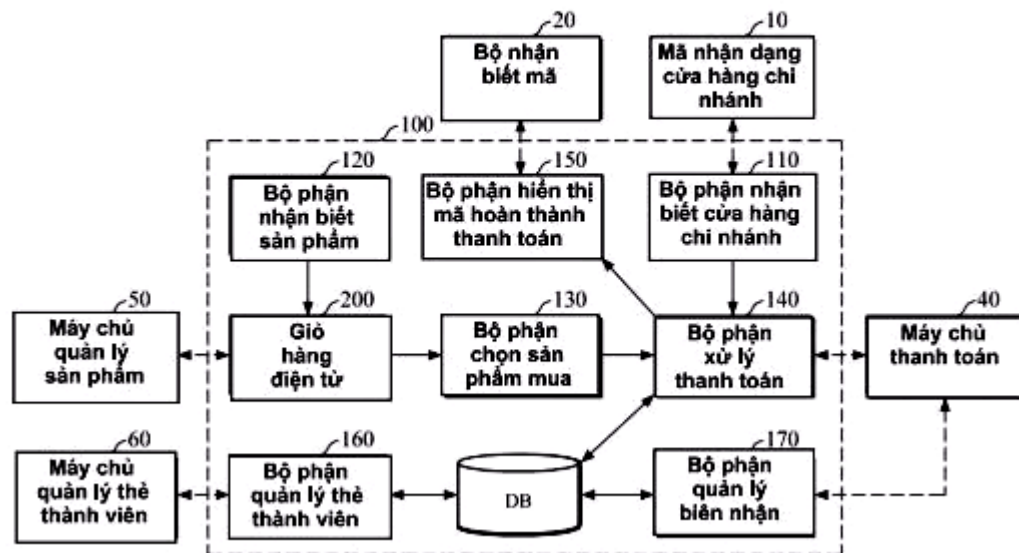 20
10
Bộ nhận
biết mã
Mã nhận dạng
cửa hàng chi
nhánh
100
120
150
110
Bộ phận
nhận biết
sản phẩm
Bộ phận hiển thị
mã hoàn thành
thanh toán
Bộ phận nhận
biết cửa hàng
chi nhánh
50
200
130
140
40
Máy chủ
quản lý
sản phẩm
Giỏ
hàng
điện tử
Bộ phận
chọn sản
phẩm mua
Bộ phận
xử lý
thanh toán
Máy chủ
thanh toán
60
160
170
Máy chủ
quản lý thẻ
thành viên
Bộ phận
quản lý thẻ
thành viên
DB
Bộ phận
quản lý
biên nhận